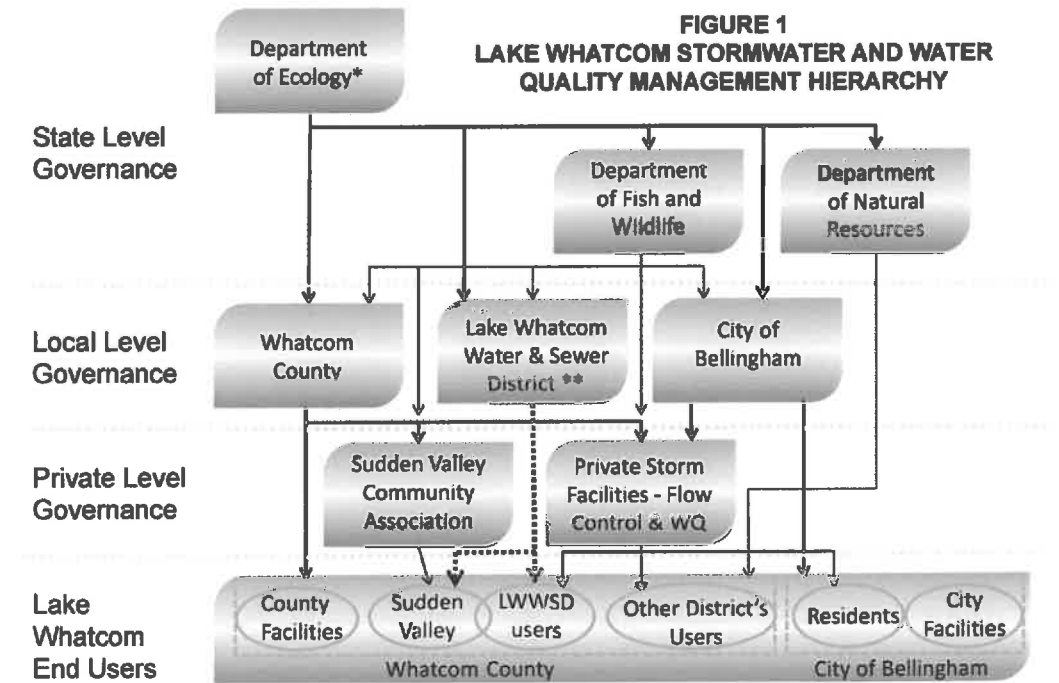 FIGURE 1
LAKE WHATCOM STORMWATER AND WATER
QUALITY MANAGEMENT HIERARCHY
Department
of Ecology*
State Level
Governance
Department
of Fish and
Wildlife
Department
of Natural
Resources
Local Level
Governance
Whatcom
County
Lake Whatcom
Water & Sewer
District **
City of
Bellingham
Private Level
Governance
Sudden Valley
Community
Association
Private Storm
Facilities - Flow
Control & WQ
Lake
Whatcom
End Users
County
Facilities
Sudden
Valley
LWWSD
users
Other District's
Users
Residents
City
Facilities
Whatcom County
City of Bellingham